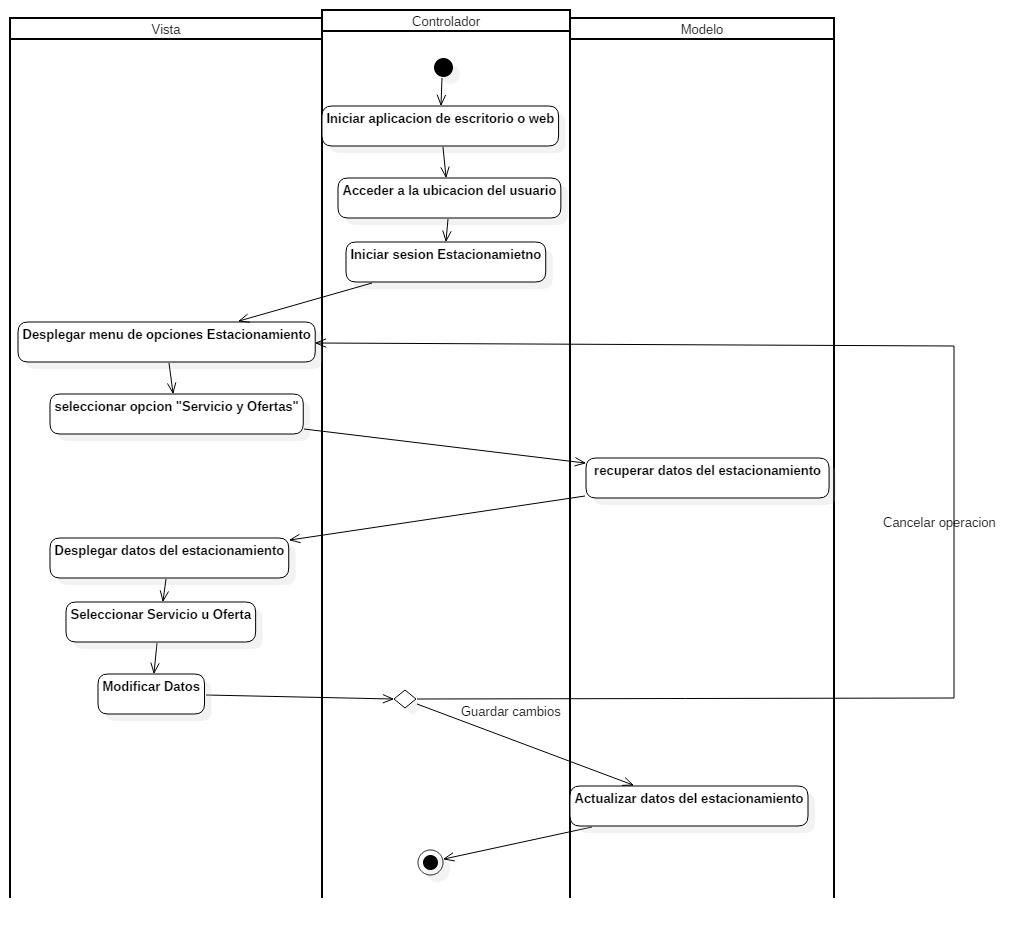 Vista
Controlador
Modelo
Iniciar aplicacion de escritorio o web
Acceder a la ubicacion del usuario
Iniciar sesion Estacionamietno
Desplegar menu de opciones Estacionamiento
seleccionar opcion "Servicio y Ofertas"
recuperar datos del estacionamiento
Cancelar operacion
Desplegar datos del estacionamiento
Seleccionar Servicio u Oferta
Modificar Datos
Guardar cambios
Actualizar datos del estacionamiento